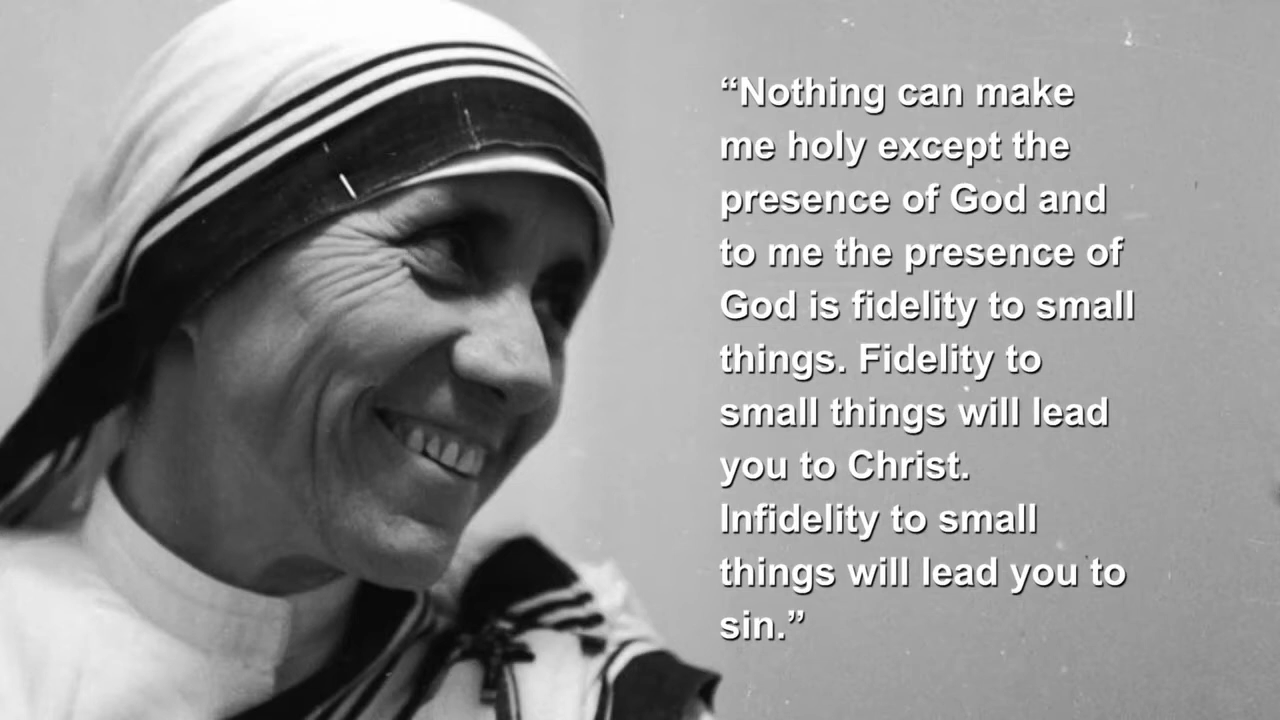 “Nothing can make
me holy except the
presence of God and
to me the presence of
God is fidelity to small
things. Fidelity to
small things will lead
you to Christ.
Infidelity to small
things will lead you to
sin.”